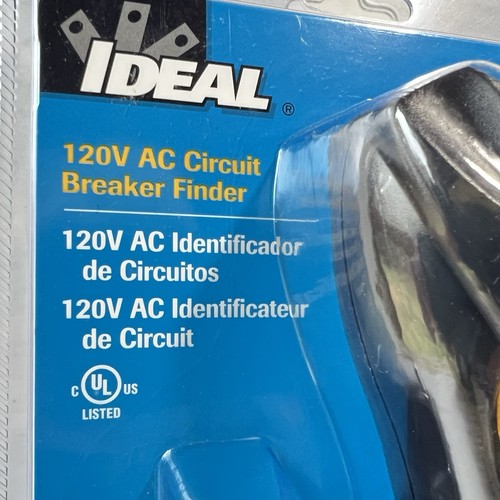 IDEAL®
120V AC Circuit
Breaker Finder
120V AC Identificador
de Circuitos
120V AC Identificateur
de Circuit
C UL US
LISTED